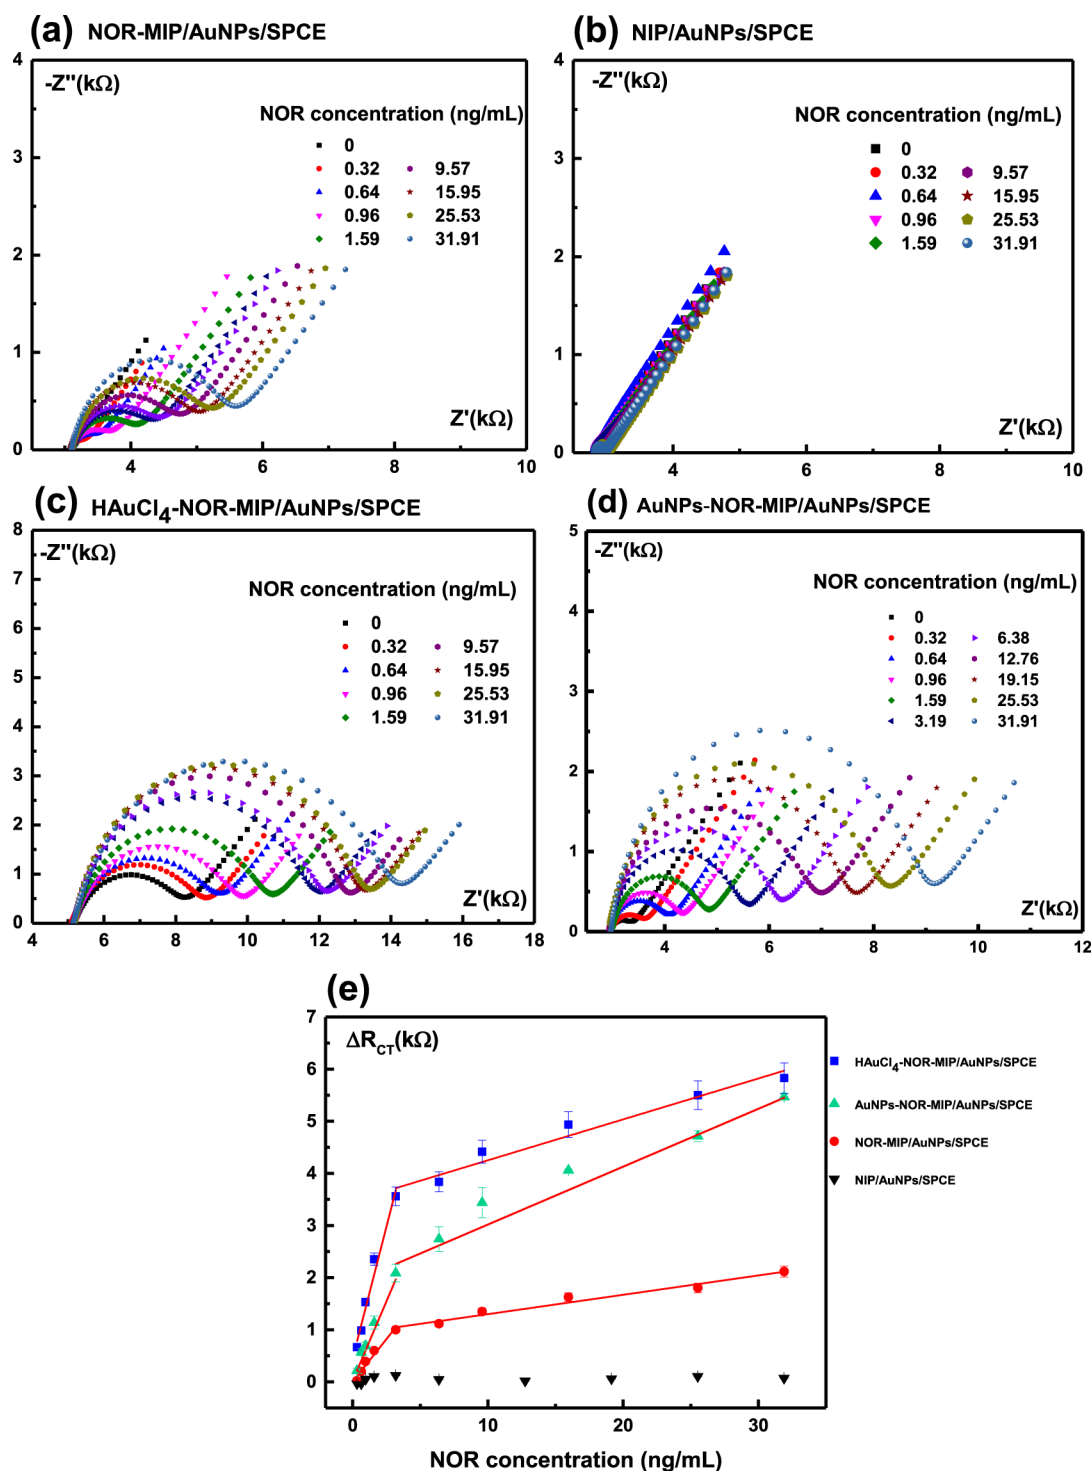 (a) NOR-MIP/AuNPs/SPCE
-Z''(kΩ)
NOR concentration (ng/mL)
0
0.32 9.57
0.64 15.95
0.96 25.53
1.59 31.91
Z'(kΩ)
4
3
2
1
0
4 6 8 10
(b) NIP/AuNPs/SPCE
-Z''(kΩ)
NOR concentration (ng/mL)
0
0.32 9.57
0.64 15.95
0.96 25.53
1.59 31.91
Z'(kΩ)
4
3
2
1
0
4 6 8 10
(c) HAuCl4-NOR-MIP/AuNPs/SPCE
-Z''(kΩ)
NOR concentration (ng/mL)
0
0.32 9.57
0.64 15.95
0.96 25.53
1.59 31.91
Z'(kΩ)
8
7
6
5
4
3
2
1
0
4 6 8 10 12 14 16 18
(d) AuNPs-NOR-MIP/AuNPs/SPCE
-Z''(kΩ)
NOR concentration (ng/mL)
0
0.32 6.38
0.64 12.76
0.96 19.15
1.59 25.53
3.19 31.91
Z'(kΩ)
5
4
3
2
1
0
4 6 8 10 12
(e)
ΔRCT(kΩ)
7
6
5
4
3
2
1
0
0 10 20 30
NOR concentration (ng/mL)
HAuCl4-NOR-MIP/AuNPs/SPCE
AuNPs-NOR-MIP/AuNPs/SPCE
NOR-MIP/AuNPs/SPCE
NIP/AuNPs/SPCE